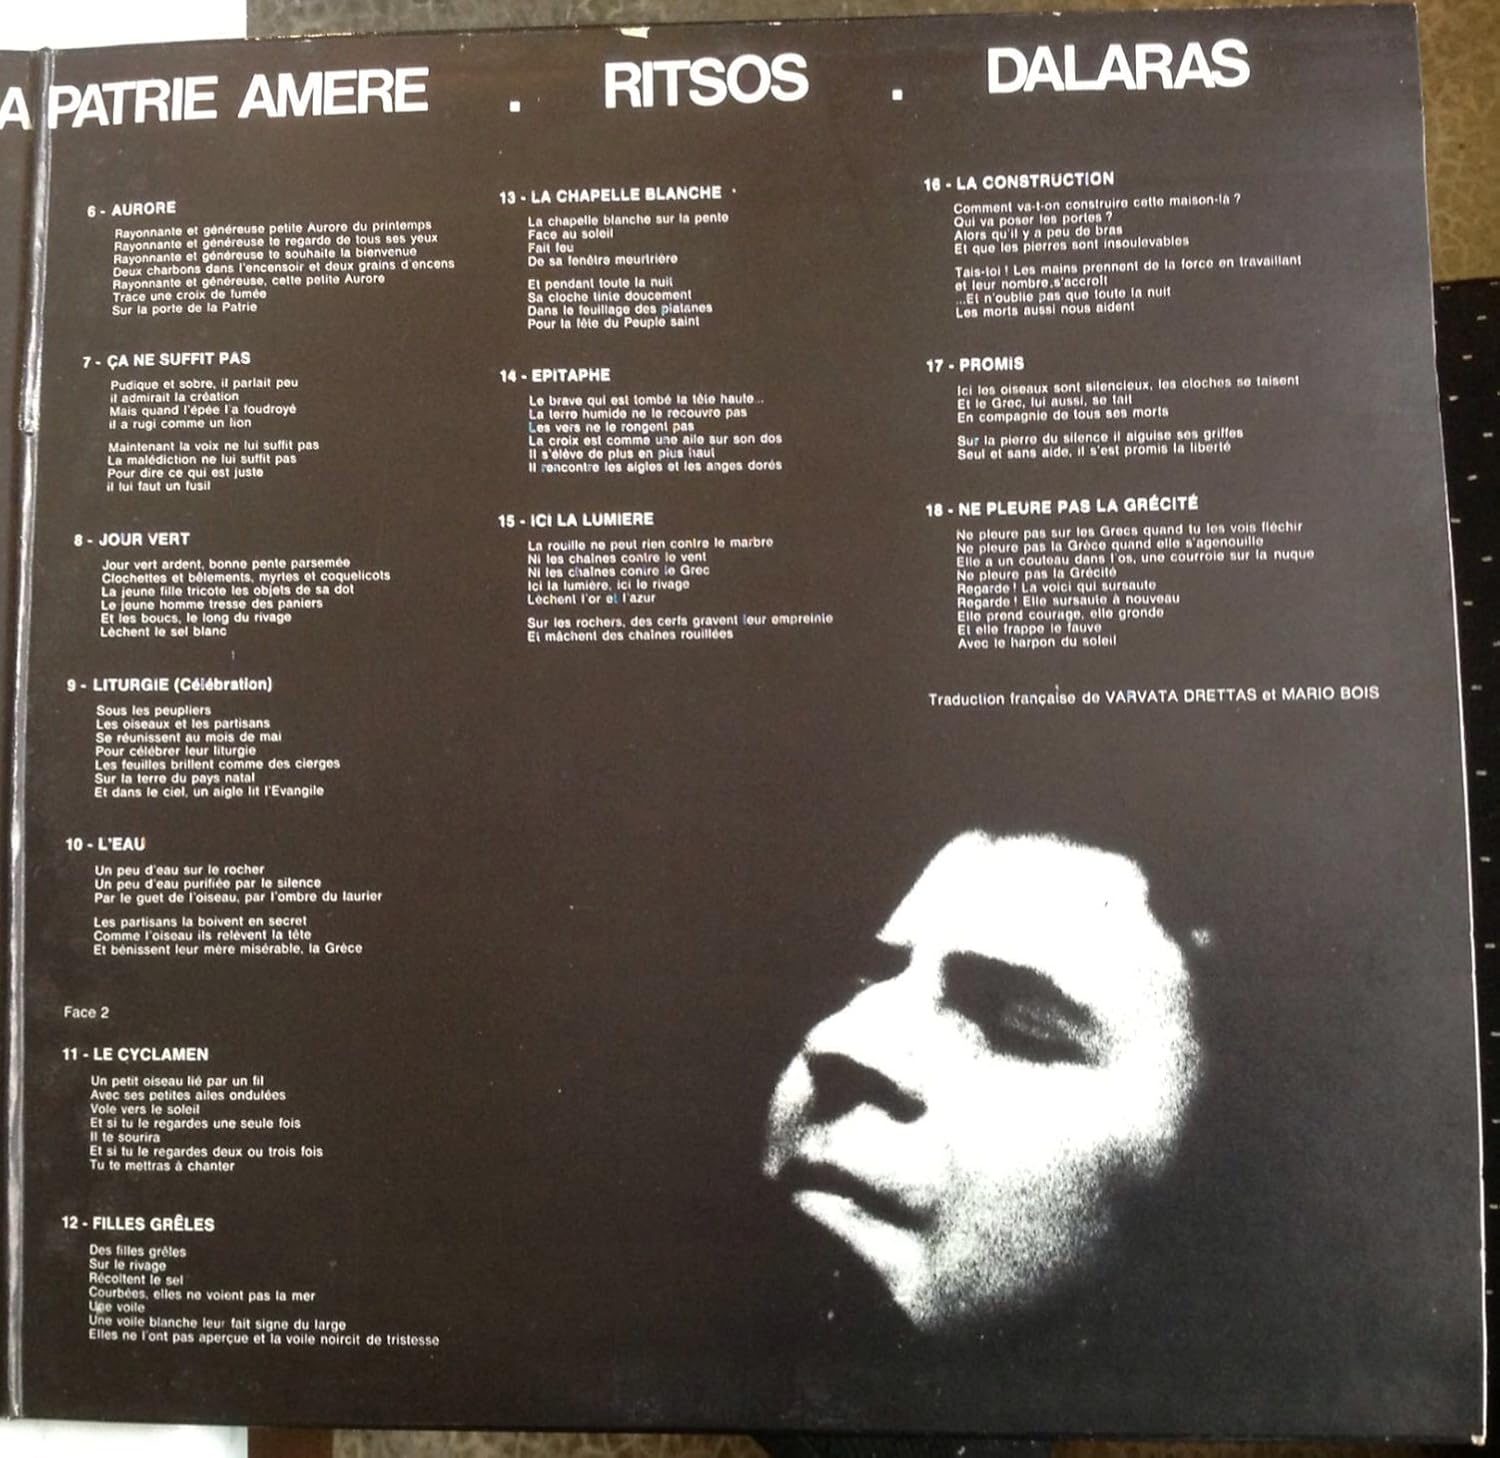 A PATRIE AMERE . RITSOS . DALARAS
6 - AURORE
Rayonnante et généreuse petite Aurore du printemps
Rayonnante et généreuse te regarde de tous ses yeux
Rayonnante et généreuse te souhaite la bienvenue
Deux charbons dans l'encensoir et deux grains d'encens
Rayonnante et généreuse, cette petite Aurore
Trace une croix de fumée
Sur la porte de la Patrie
7 - ÇA NE SUFFIT PAS
Pudique et sobre, il parlait peu
il admirait la création
Mais quand l'épée l'a foudroyé
il a rugi comme un lion
Maintenant la voix ne lui suffit pas
La malédiction ne lui suffit pas
Pour dire ce qui est juste
il lui faut un fusil
8 - JOUR VERT
Jour vert ardent, bonne pente parsemée
Clochettes et bêlements, myrtes et coquelicots
La jeune fille tricote les objets de sa dot
Le jeune homme tresse des paniers
Et les boucs, le long du rivage
Lèchent le sel blanc
9 - LITURGIE (Célébration)
Sous les peupliers
Les oiseaux et les partisans
Se réunissent au mois de mai
Pour célébrer leur liturgie
Les feuilles brillent comme des cierges
Sur la terre du pays natal
Et dans le ciel, un aigle lit l'Evangile
10 - L'EAU
Un peu d'eau sur le rocher
Un peu d'eau purifiée par le silence
Par le guet de l'oiseau, par l'ombre du laurier
Les partisans la boivent en secret
Comme l'oiseau ils relèvent la tête
Et bénissent leur mère misérable, la Grèce
Face 2
11 - LE CYCLAMEN
Un petit oiseau lié par un fil
Avec ses petites ailes ondulées
Vole vers le soleil
Et si tu le regardes une seule fois
Il te sourira
Et si tu le regardes deux ou trois fois
Tu te mettras à chanter
12 - FILLES GRÊLES
Des filles grêles
Sur le rivage
Récoltent le sel
Courbées, elles ne voient pas la mer
Une voile
Une voile blanche leur fait signe du large
Elles ne l'ont pas aperçue et la voile noircit de tristesse
13 - LA CHAPELLE BLANCHE
La chapelle blanche sur la pente
Face au soleil
Fait feu
De sa fenêtre meurtrière
Et pendant toute la nuit
Sa cloche tinte doucement
Dans le feuillage des platanes
Pour la fête du Peuple saint
14 - EPITAPHE
Le brave qui est tombé la tête haute...
La terre humide ne le recouvre pas
Les vers ne le rongent pas
La croix est comme une aile sur son dos
Il s'élève de plus en plus haut
Il rencontre les aigles et les anges dorés
15 - ICI LA LUMIERE
La rouille ne peut rien contre le marbre
Ni les chaînes contre le vent
Ni les chaînes contre le Grec
Ici la lumière, ici le rivage
Lèchent l'or et l'azur
Sur les rochers, des cerfs gravent leur empreinte
Et mâchent des chaînes rouillées
16 - LA CONSTRUCTION
Comment va-t-on construire cette maison-là ?
Qui va poser les portes ?
Alors qu'il y a peu de bras
Et que les pierres sont insoulevables
Tais-toi ! Les mains prennent de la force en travaillant
et leur nombre s'accroît
...Et n'oublie pas que toute la nuit
Les morts aussi nous aident
17 - PROMIS
Ici les oiseaux sont silencieux, les cloches se taisent
Et le Grec, lui aussi, se tait
En compagnie de tous ses morts
Sur la pierre du silence il aiguise ses griffes
Seul et sans aide, il s'est promis la liberté
18 - NE PLEURE PAS LA GRÉCITÉ
Ne pleure pas sur les Grecs quand tu les vois fléchir
Ne pleure pas la Grèce quand elle s'agenouille
Elle a un couteau dans l'os, une courroie sur la nuque
Ne pleure pas la Grécité
Regarde ! La voici qui sursaute
Regarde ! Elle sursaute à nouveau
Elle prend courage, elle gronde
Et elle frappe le fauve
Avec le harpon du soleil
Traduction française de VARVATA DRETTAS et MARIO BOIS